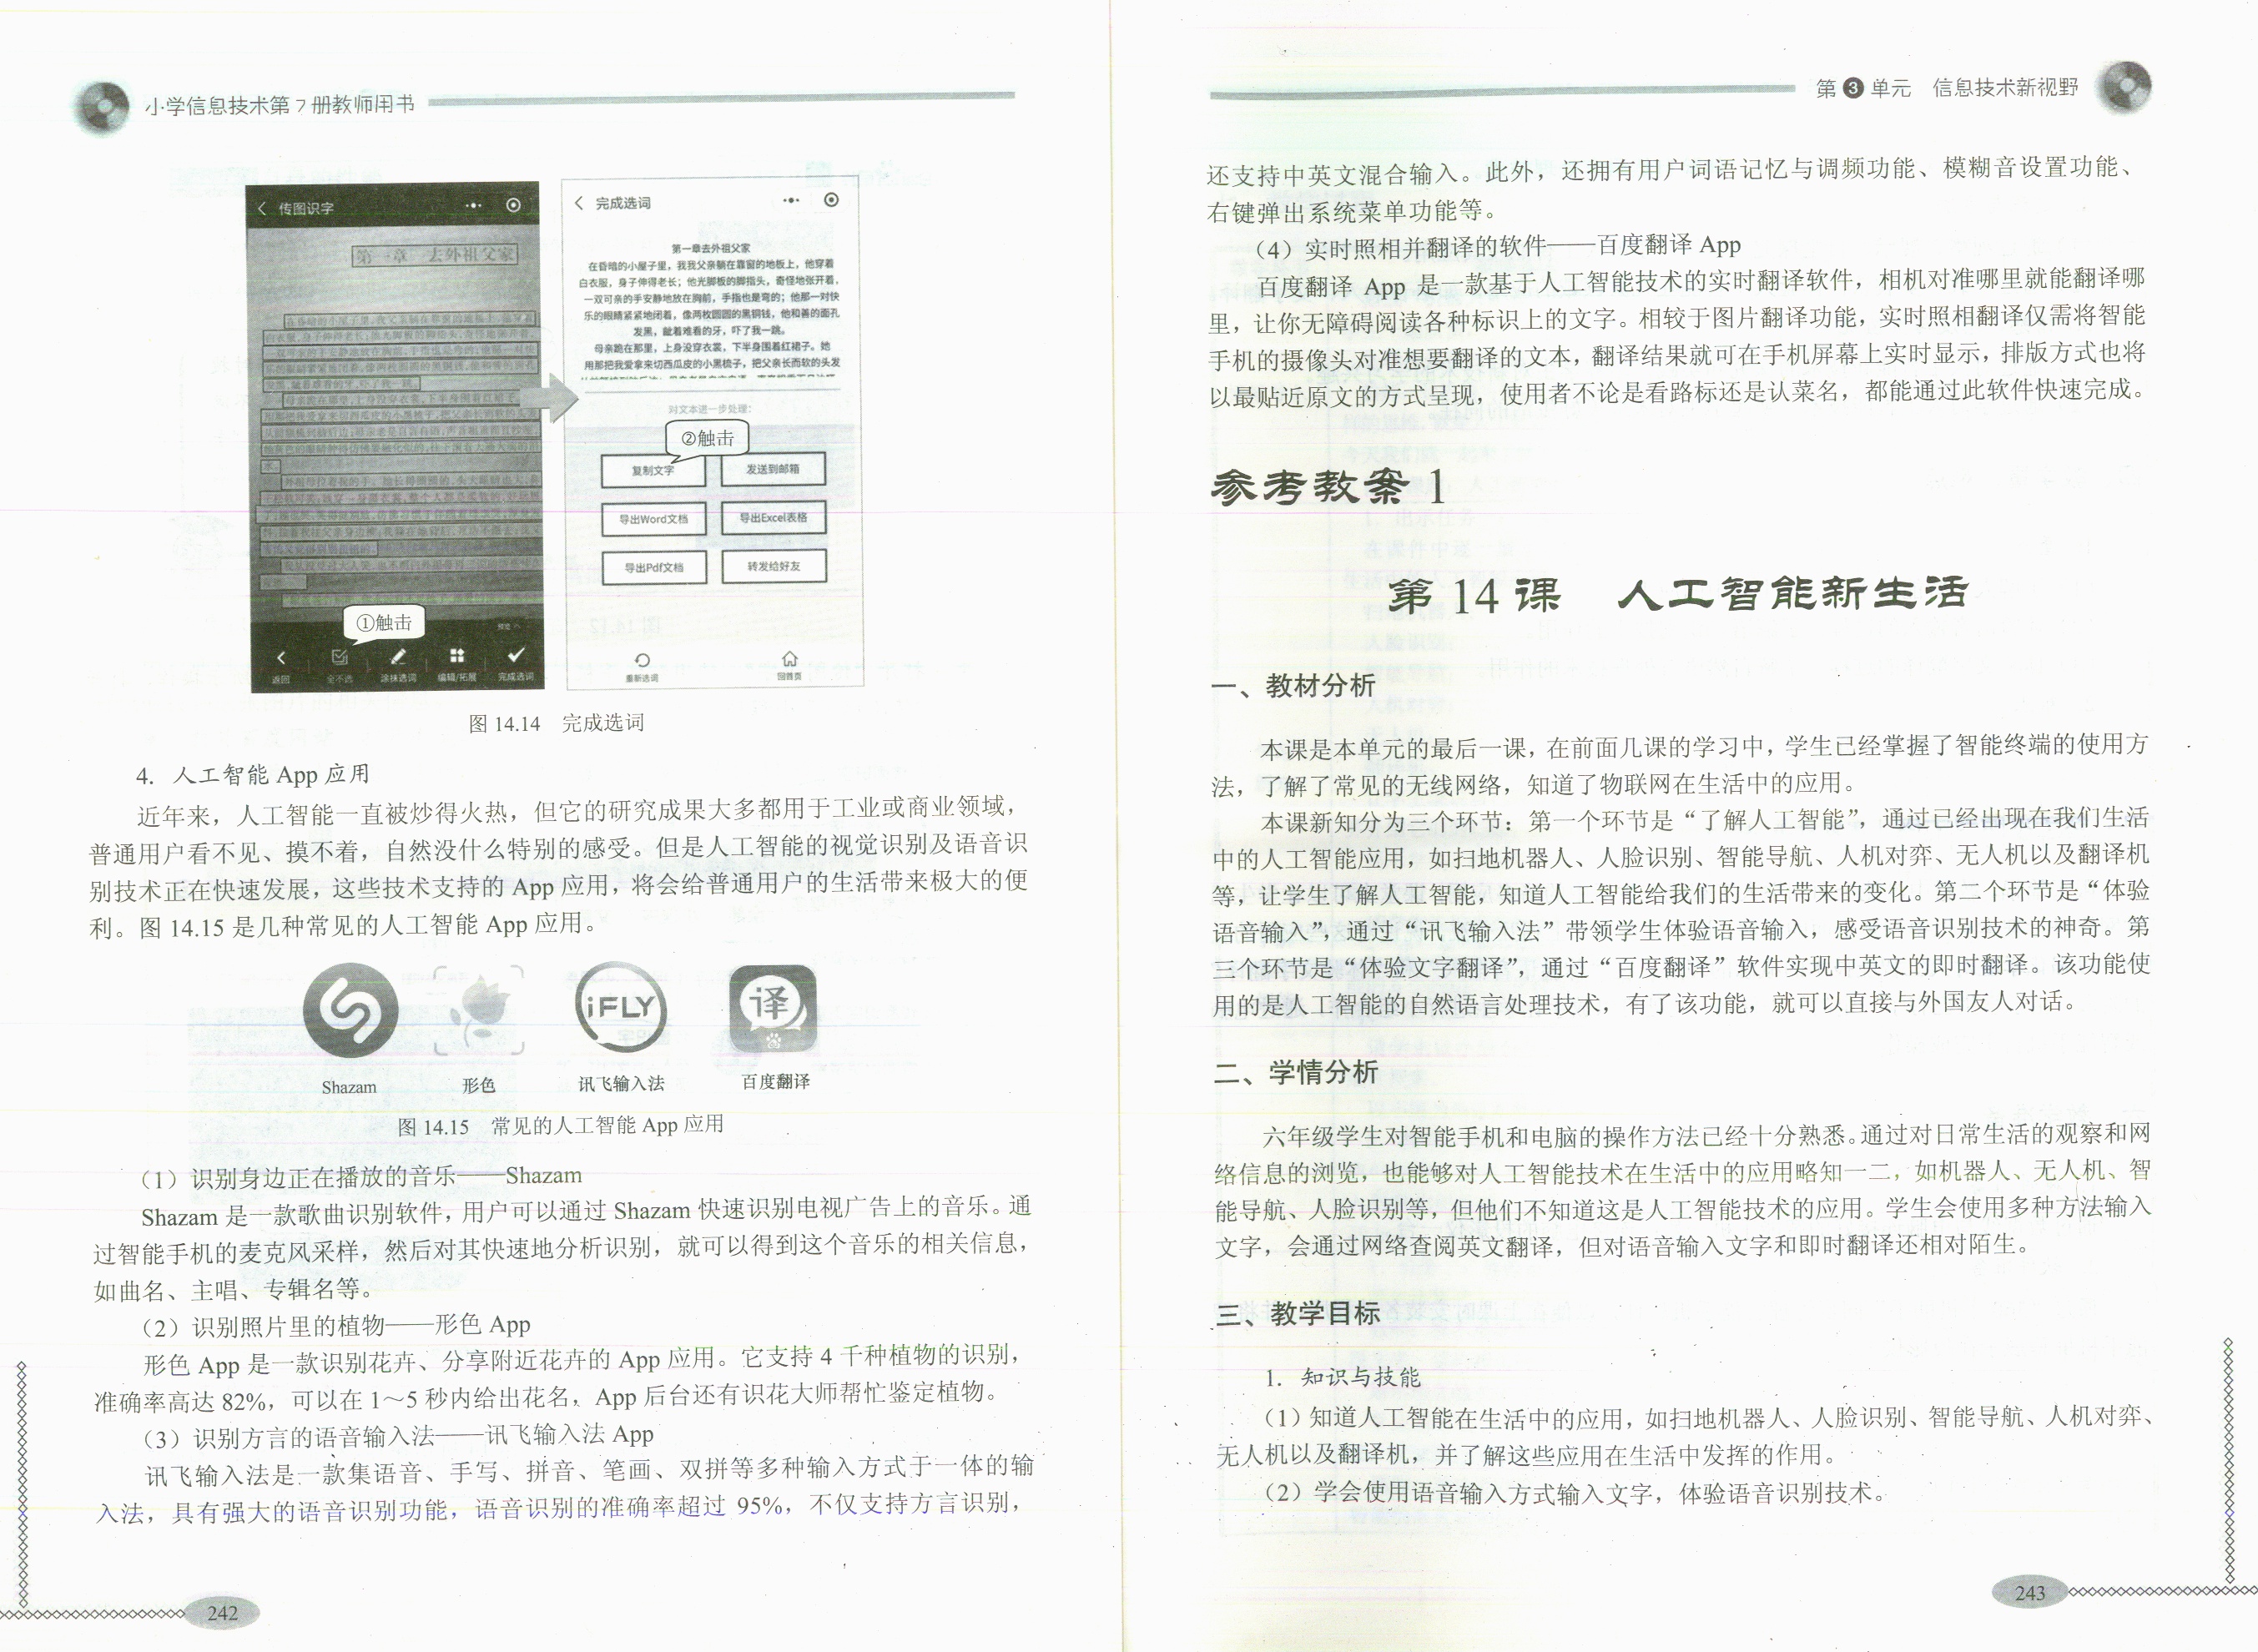 小学信息技术第7册教师用书
传图识字
第一章 去外祖父家
①触击
返回
全不选
涂抹选词
编辑/拓展
完成选词
完成选词
第一章去外祖父家
在昏暗的小屋子里，我我父亲躺在靠窗的地板上，他穿着
白衣服，身子伸得老长；他光脚板的脚指头，奇怪地张开着，
一双可亲的手安静地放在胸前，手指也是弯的；他那一对快
乐的眼睛紧紧地闭着，像两枚圆圆的黑铜钱，他和善的面孔
发黑，龇着难看的牙，吓了我一跳。
母亲跪在那里，上身没穿衣裳，下半身围着红裙子。她
用那把我爱拿来切西瓜皮的小黑梳子，把父亲长而软的头发
对文本进一步处理：
②触击
复制文字 发送到邮箱
导出Word文档 导出Excel表格
导出Pdf文档 转发给好友
重新选词 回首页
图 14.14 完成选词
4. 人工智能 App 应用
近年来，人工智能一直被炒得火热，但它的研究成果大多都用于工业或商业领域，
普通用户看不见、摸不着，自然没什么特别的感受。但是人工智能的视觉识别及语音识
别技术正在快速发展，这些技术支持的 App 应用，将会给普通用户的生活带来极大的便
利。图 14.15 是几种常见的人工智能 App 应用。
iFLY
译
Shazam 形色 讯飞输入法 百度翻译
图 14.15 常见的人工智能 App 应用
（1）识别身边正在播放的音乐——Shazam
Shazam 是一款歌曲识别软件，用户可以通过 Shazam 快速识别电视广告上的音乐。通
过智能手机的麦克风采样，然后对其快速地分析识别，就可以得到这个音乐的相关信息，
如曲名、主唱、专辑名等。
（2）识别照片里的植物——形色 App
形色 App 是一款识别花卉、分享附近花卉的 App 应用。它支持 4 千种植物的识别，
准确率高达 82%，可以在 1～5 秒内给出花名，App 后台还有识花大师帮忙鉴定植物。
（3）识别方言的语音输入法——讯飞输入法 App
讯飞输入法是一款集语音、手写、拼音、笔画、双拼等多种输入方式于一体的输
入法，具有强大的语音识别功能，语音识别的准确率超过 95%，不仅支持方言识别，
242
第3单元 信息技术新视野
还支持中英文混合输入。此外，还拥有用户词语记忆与调频功能、模糊音设置功能、
右键弹出系统菜单功能等。
（4）实时照相并翻译的软件——百度翻译 App
百度翻译 App 是一款基于人工智能技术的实时翻译软件，相机对准哪里就能翻译哪
里，让你无障碍阅读各种标识上的文字。相较于图片翻译功能，实时照相翻译仅需将智能
手机的摄像头对准想要翻译的文本，翻译结果就可在手机屏幕上实时显示，排版方式也将
以最贴近原文的方式呈现，使用者不论是看路标还是认菜名，都能通过此软件快速完成。
参考教案 1
第 14 课 人工智能新生活
一、教材分析
本课是本单元的最后一课，在前面几课的学习中，学生已经掌握了智能终端的使用方
法，了解了常见的无线网络，知道了物联网在生活中的应用。
本课新知分为三个环节：第一个环节是“了解人工智能”，通过已经出现在我们生活
中的人工智能应用，如扫地机器人、人脸识别、智能导航、人机对弈、无人机以及翻译机
等，让学生了解人工智能，知道人工智能给我们的生活带来的变化。第二个环节是“体验
语音输入”，通过“讯飞输入法”带领学生体验语音输入，感受语音识别技术的神奇。第
三个环节是“体验文字翻译”，通过“百度翻译”软件实现中英文的即时翻译。该功能使
用的是人工智能的自然语言处理技术，有了该功能，就可以直接与外国友人对话。
二、学情分析
六年级学生对智能手机和电脑的操作方法已经十分熟悉。通过对日常生活的观察和网
络信息的浏览，也能够对人工智能技术在生活中的应用略知一二，如机器人、无人机、智
能导航、人脸识别等，但他们不知道这是人工智能技术的应用。学生会使用多种方法输入
文字，会通过网络查阅英文翻译，但对语音输入文字和即时翻译还相对陌生。
三、教学目标
1. 知识与技能
（1）知道人工智能在生活中的应用，如扫地机器人、人脸识别、智能导航、人机对弈、
无人机以及翻译机，并了解这些应用在生活中发挥的作用。
（2）学会使用语音输入方式输入文字，体验语音识别技术。
243